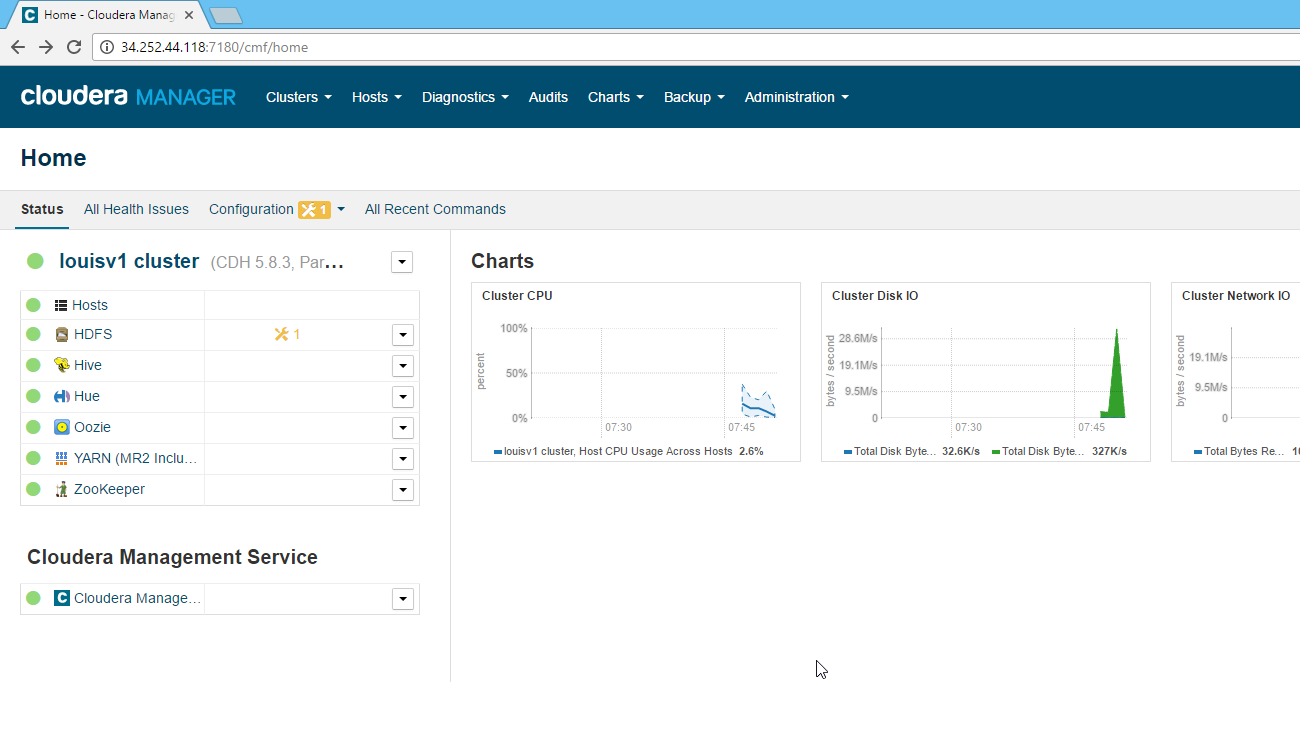 Home - Cloudera Manag
34.252.44.118:7180/cmf/home
cloudera MANAGER Clusters Hosts Diagnostics Audits Charts Backup Administration
Home
Status All Health Issues Configuration 1 All Recent Commands
louisv1 cluster (CDH 5.8.3, Par...
Hosts
HDFS 1
Hive
Hue
Oozie
YARN (MR2 Inclu...
ZooKeeper
Cloudera Management Service
C Cloudera Manage...
Charts
Cluster CPU
percent
100%
50%
0%
07:30 07:45
louisv1 cluster, Host CPU Usage Across Hosts 2.6%
Cluster Disk IO
bytes / second
28.6M/s
19.1M/s
9.5M/s
0
07:30 07:45
Total Disk Byte... 32.6K/s Total Disk Byte... 327K/s
Cluster Network IO
bytes / second
19.1M/s
9.5M/s
0
Total Bytes Re... 10